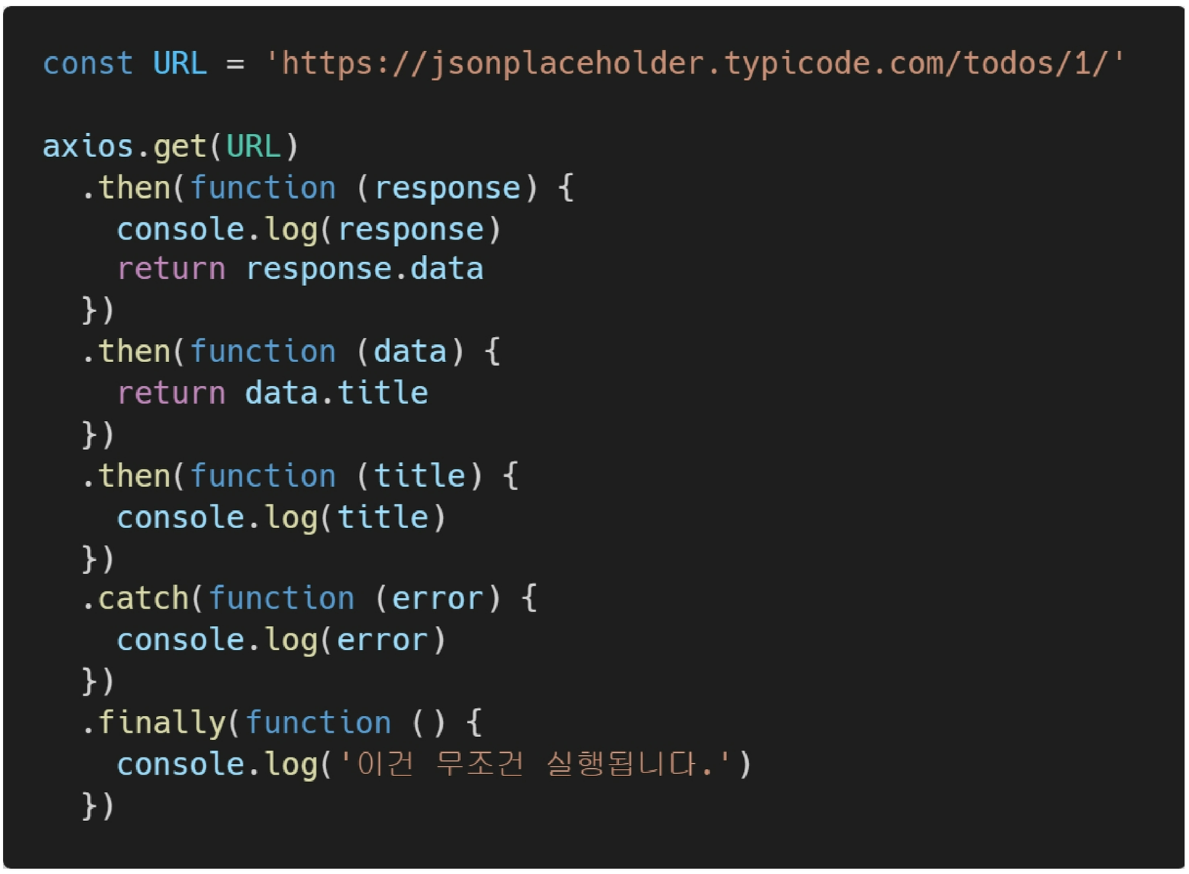 const URL = 'https://jsonplaceholder.typicode.com/todos/1/'
axios.get(URL)
  .then(function (response) {
    console.log(response)
    return response.data
  })
  .then(function (data) {
    return data.title
  })
  .then(function (title) {
    console.log(title)
  })
  .catch(function (error) {
    console.log(error)
  })
  .finally(function () {
    console.log('이건 무조건 실행됩니다.')
  })